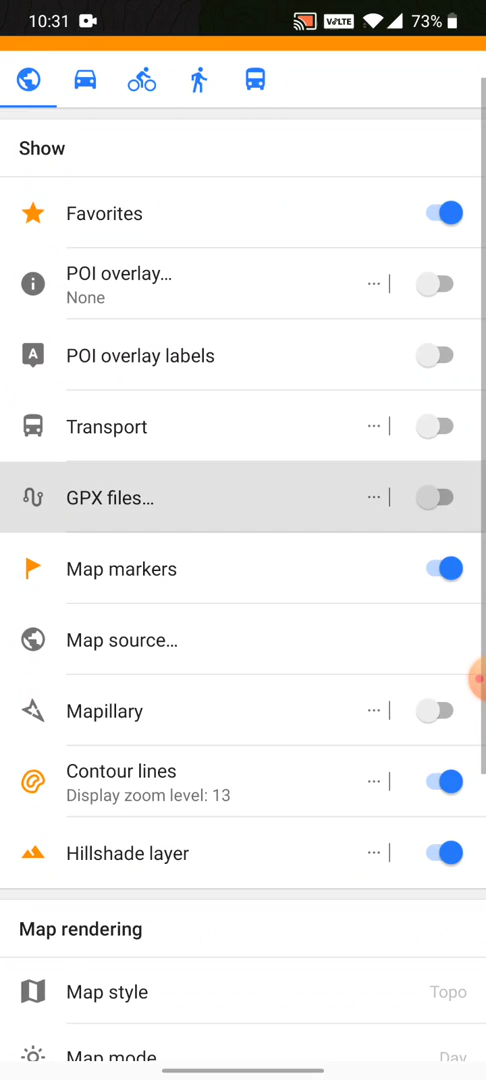 10:31
VoLTE
73%
Show
Favorites
POI overlay...
None
A
POI overlay labels
Transport
GPX files...
Map markers
Map source...
Mapillary
Contour lines
Display zoom level: 13
Hillshade layer
Map rendering
Map style
Topo
Map mode
Day